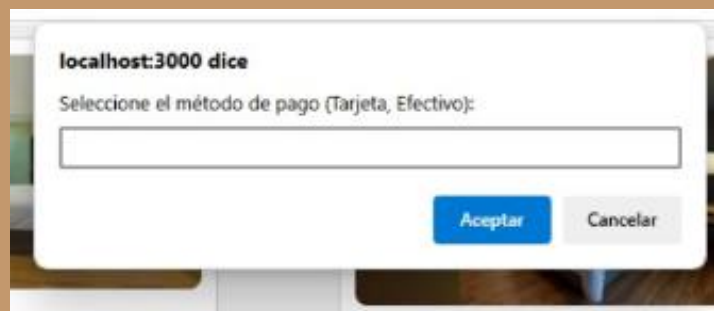 localhost:3000 dice
Seleccione el método de pago (Tarjeta, Efectivo):
Aceptar
Cancelar